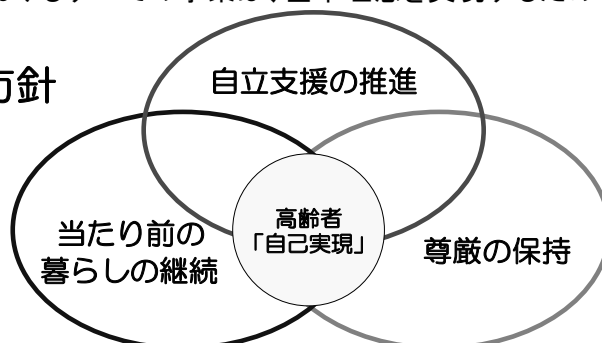 方針
自立支援の推進
高齢者
「自己実現」
当たり前の
暮らしの継続
尊厳の保持